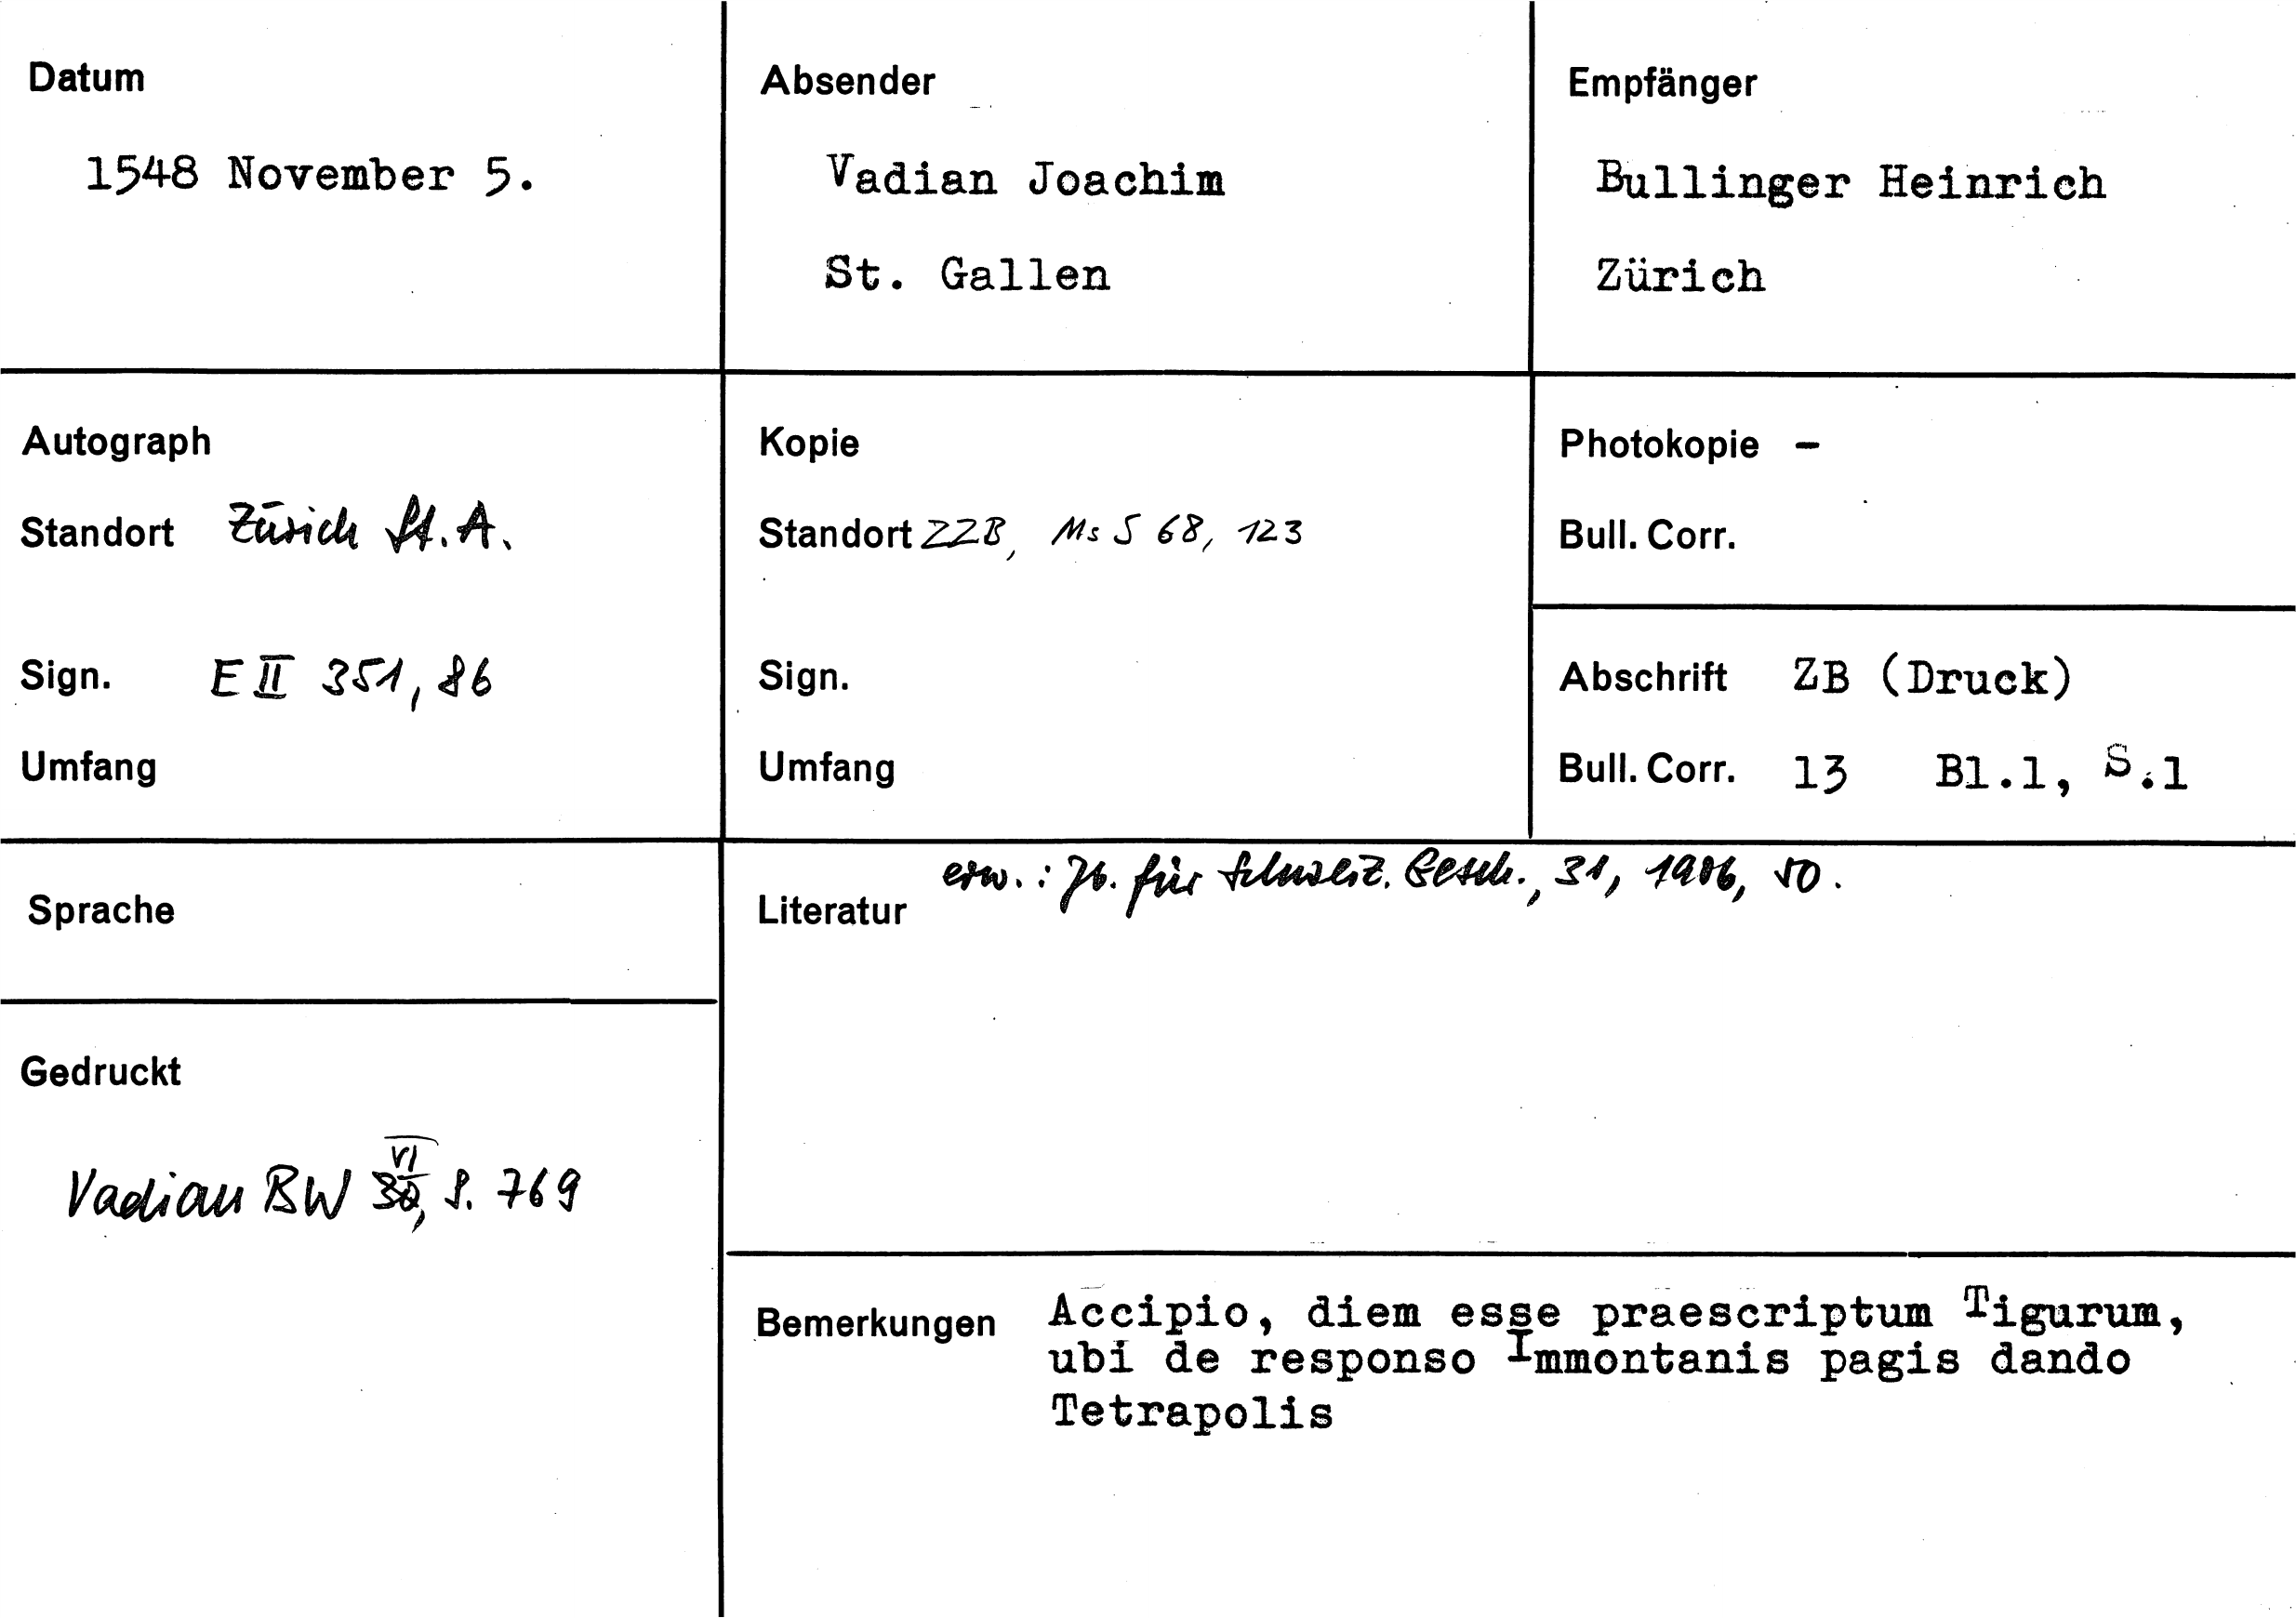 Datum
1548 November 5.
Absender
Vadian Joachim
St. Gallen
Empfänger
Bullinger Heinrich
Zürich
Autograph
Standort Zürich St.A.
Sign. E II 351, 86
Umfang
Kopie
Standort ZZB, Ms S 68, 123
Sign.
Umfang
Photokopie -
Bull. Corr.
Abschrift ZB (Druck)
Bull. Corr. 13 Bl.1, S.1
Sprache
Gedruckt
Vadian BW VI, S. 769
Literatur erw.: Jb. für Schweiz. Gesch., 31, 1906, 50.
Bemerkungen Accipio, diem esse praescriptum Tigurum,
ubi de responso Immontanis pagis dando
Tetrapolis